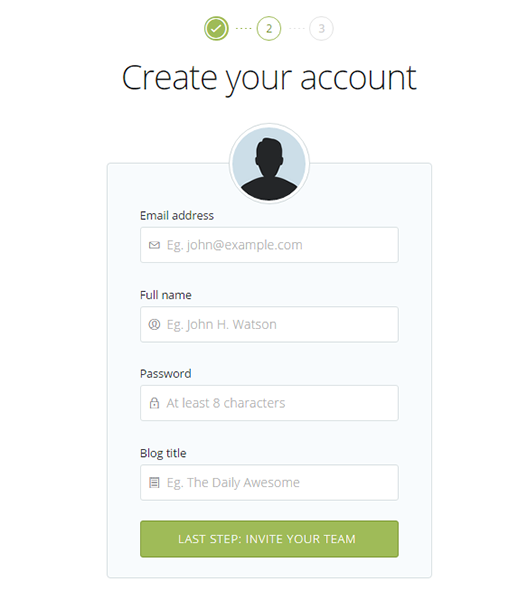 2 3
Create your account
Email address
Eg. john@example.com
Full name
Eg. John H. Watson
Password
At least 8 characters
Blog title
Eg. The Daily Awesome
LAST STEP: INVITE YOUR TEAM